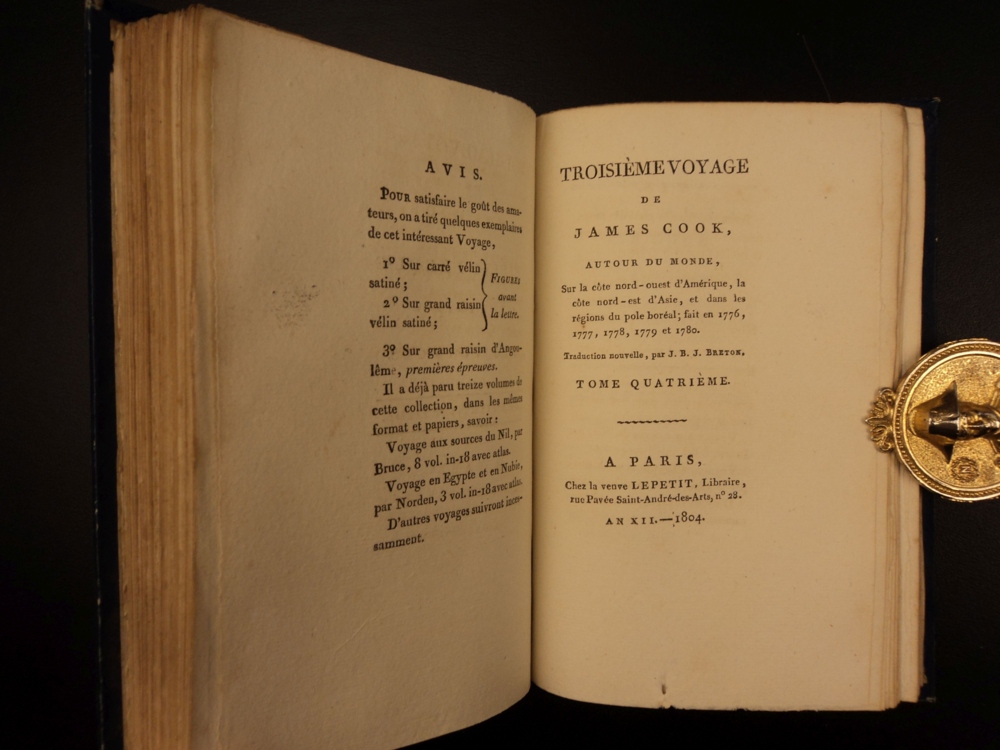 AVIS.
POUR satisfaire le goût des ama-
teurs, on a tiré quelques exemplaires
de cet intéressant Voyage,
1º Sur carré vélin
satiné ;
2º Sur grand raisin
vélin satiné ;
FIGURES
avant
la lettre.
3º Sur grand raisin d'Angou-
lême, premières épreuves.
Il a déjà paru treize volumes de
cette collection, dans les mêmes
format et papiers, savoir :
Voyage aux sources du Nil, par
Bruce, 8 vol. in-18 avec atlas.
Voyage en Egypte et en Nubie,
par Norden, 3 vol. in-18 avec atlas.
D'autres voyages suivront inces-
samment.
TROISIÈME VOYAGE
DE
JAMES COOK,
AUTOUR DU MONDE,
Sur la côte nord-ouest d'Amérique, la
côte nord-est d'Asie, et dans les
régions du pole boréal; fait en 1776,
1777, 1778, 1779 et 1780.
Traduction nouvelle, par J. B. J. BRETON,
TOME QUATRIÈME.
A PARIS,
Chez la veuve LEPETIT, Libraire,
rue Pavée Saint-André-des-Arts, nº 28.
AN XII.—1804.